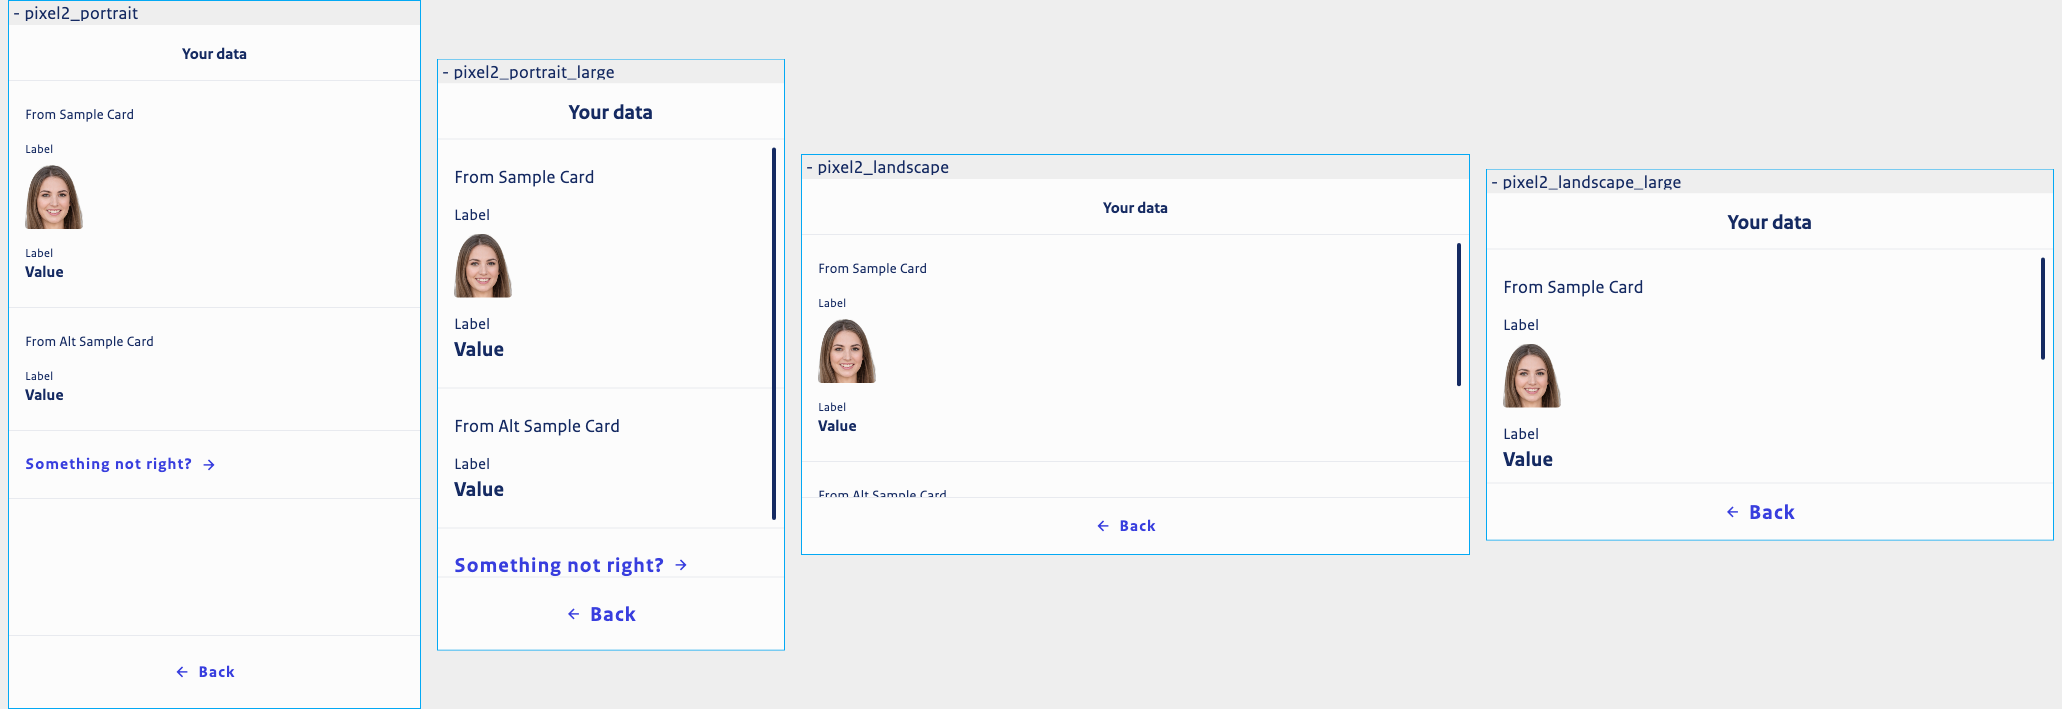 - pixel2_portrait
Your data
From Sample Card
Label
Label
Value
From Alt Sample Card
Label
Value
Something not right? →
← Back
- pixel2_portrait_large
Your data
From Sample Card
Label
Label
Value
From Alt Sample Card
Label
Value
Something not right? →
← Back
- pixel2_landscape
Your data
From Sample Card
Label
Label
Value
From Alt Sample Card
← Back
- pixel2_landscape_large
Your data
From Sample Card
Label
Label
Value
← Back